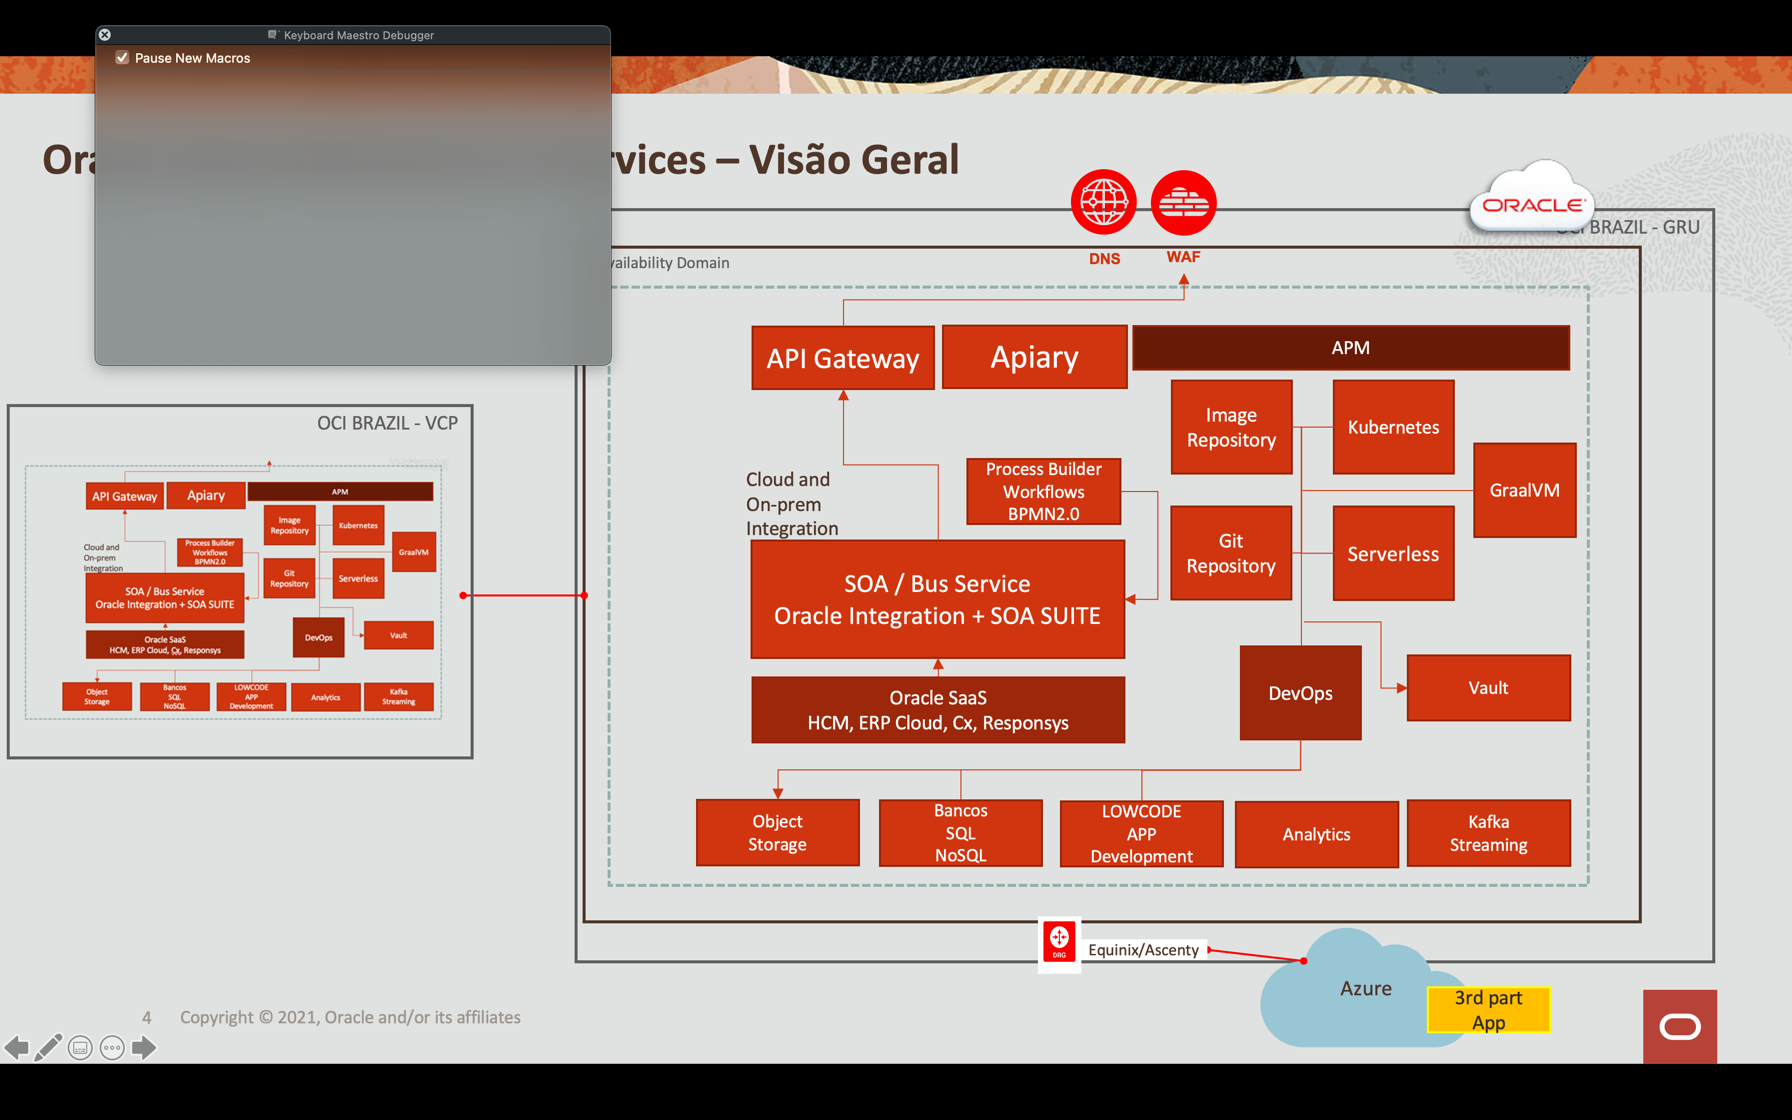 Keyboard Maestro Debugger
Pause New Macros
Ora
rvices – Visão Geral
ORACLE
BRAZIL - GRU
DNS
WAF
vailability Domain
API Gateway
Apiary
APM
Image
Repository
Kubernetes
GraalVM
Cloud and
On-prem
Integration
Process Builder
Workflows
BPMN2.0
Git
Repository
Serverless
SOA / Bus Service
Oracle Integration + SOA SUITE
Oracle SaaS
HCM, ERP Cloud, Cx, Responsys
DevOps
Vault
Object
Storage
Bancos
SQL
NoSQL
LOWCODE
APP
Development
Analytics
Kafka
Streaming
OCI BRAZIL - VCP
API Gateway
Apiary
APM
Image
Repository
Kubernetes
GraalVM
Cloud and
On-prem
Integration
Process Builder
Workflows
BPMN2.0
Git
Repository
Serverless
SOA / Bus Service
Oracle Integration + SOA SUITE
Oracle SaaS
HCM, ERP Cloud, Cx, Responsys
DevOps
Vault
Object
Storage
Bancos
SQL
NoSQL
LOWCODE
APP
Development
Analytics
Kafka
Streaming
DRG
Equinix/Ascenty
Azure
3rd part
App
4
Copyright © 2021, Oracle and/or its affiliates